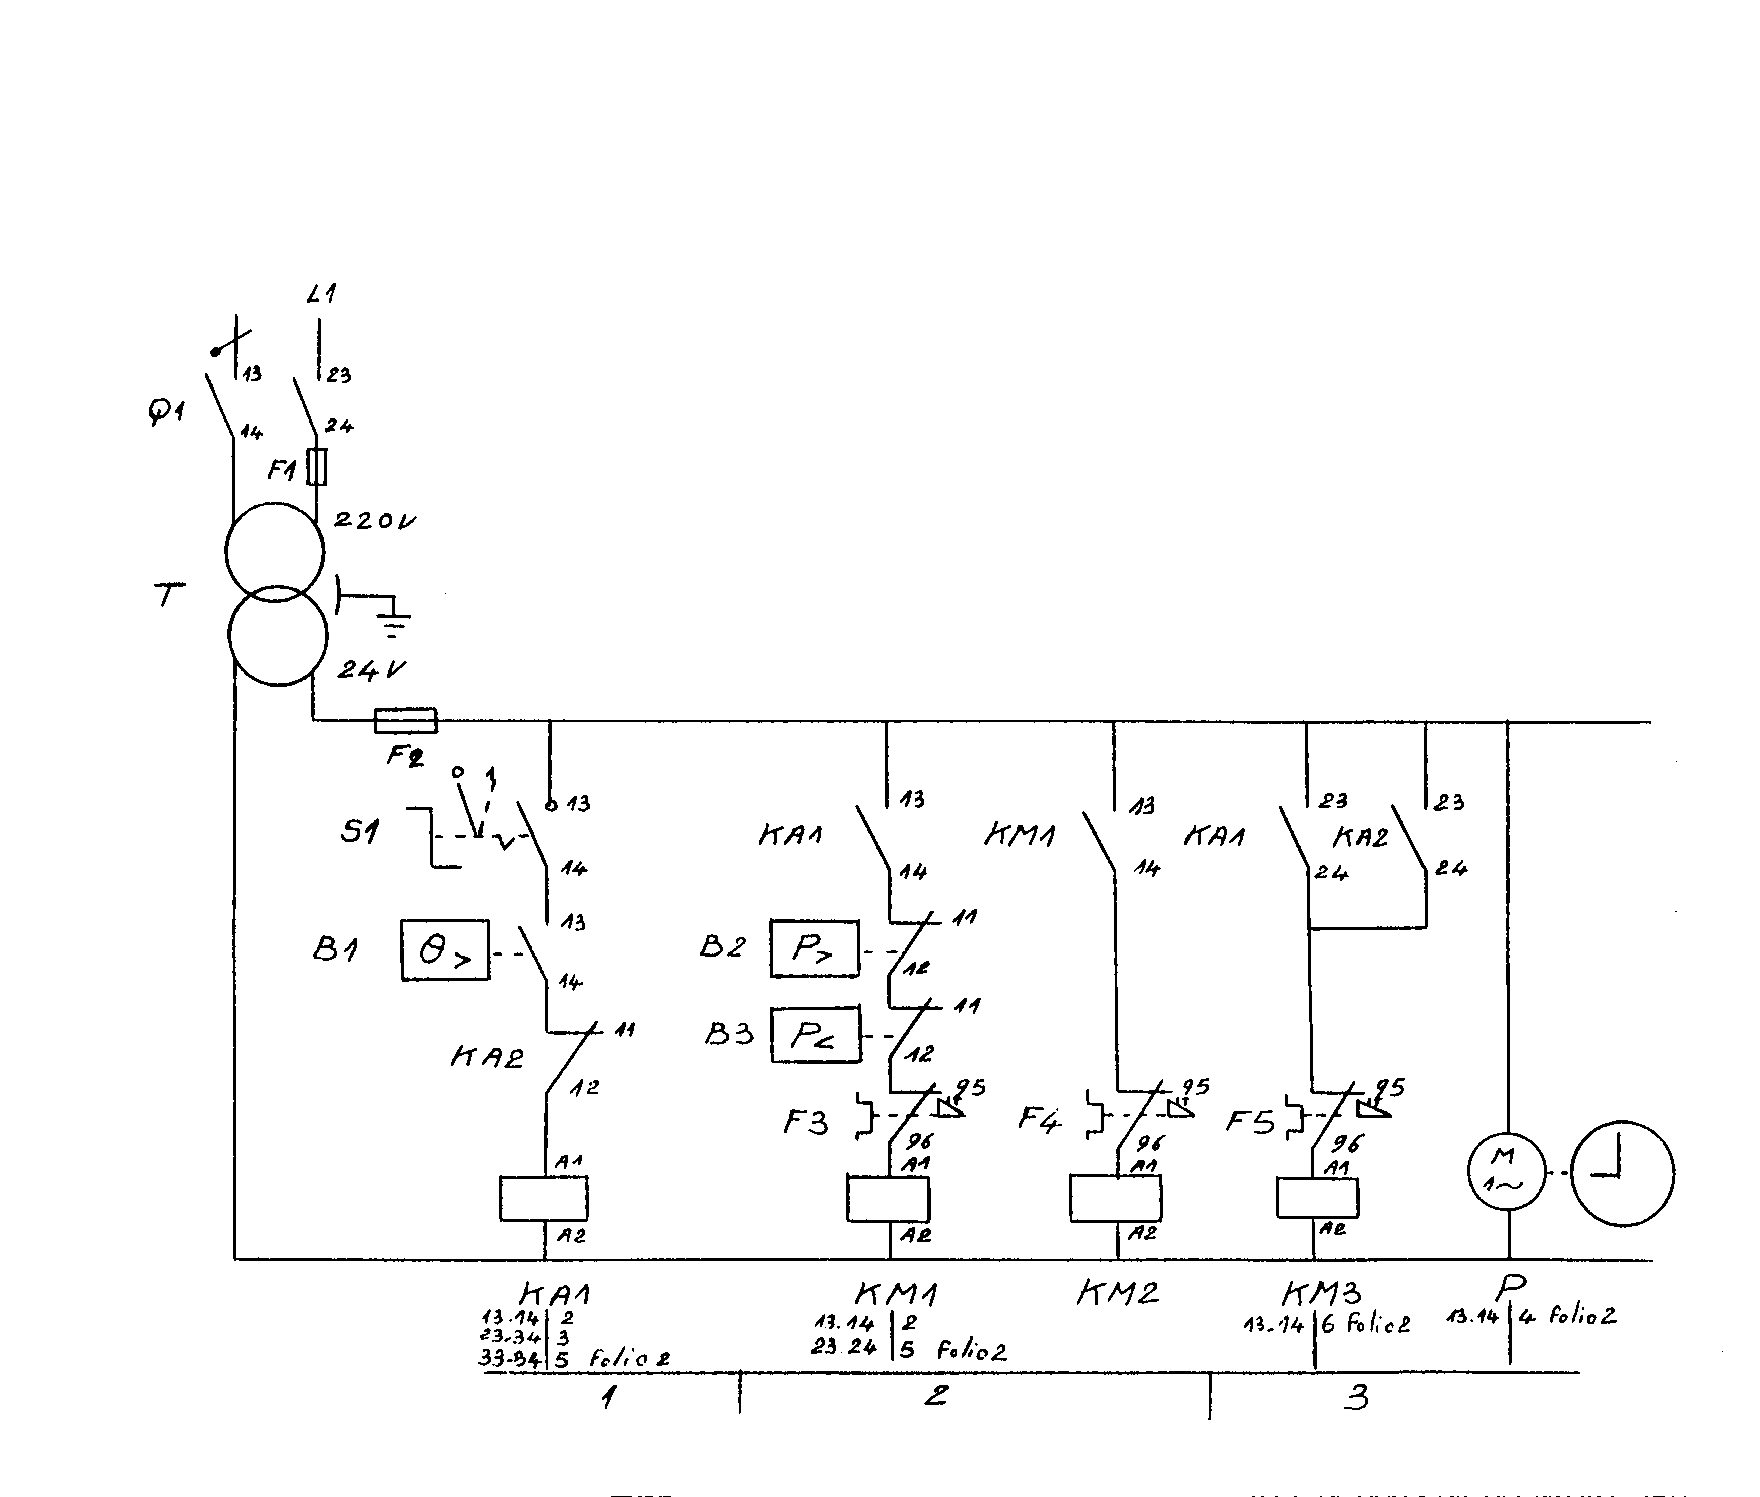 L1
13 23
Q1
14 24
F1
220V
T
24V
F2
1
13 13 13 23 23
S1 KA1 KM1 KA1 KA2
14 14 14 24 24
13 11
B1 θ> B2 P>
14 12
11 11
KA2 B3 P<
12 12
95 95 95
F3 F4 F5
96 96 96
A1 A1 A1 A1
M
1~
A2 A2 A2 A2
KA1 KM1 KM2 KM3 P
13.14 2 13.14 2 13-14 6 Folio2 13.14 4 Folio2
23-34 3 23.24 5 Folio2
33-34 5 Folio 2
1 2 3